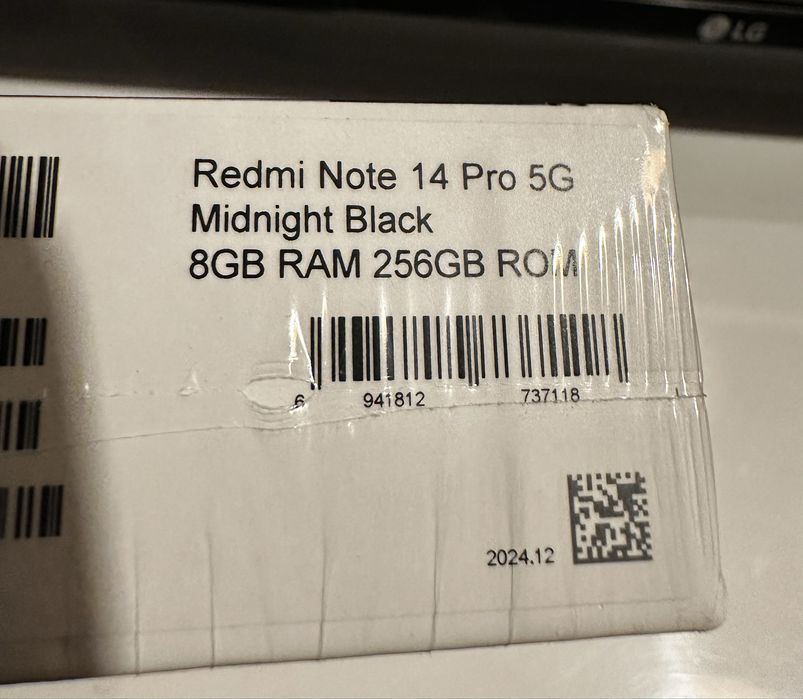 LG
Redmi Note 14 Pro 5G
Midnight Black
8GB RAM 256GB ROM
6 941812 737118
2024.12